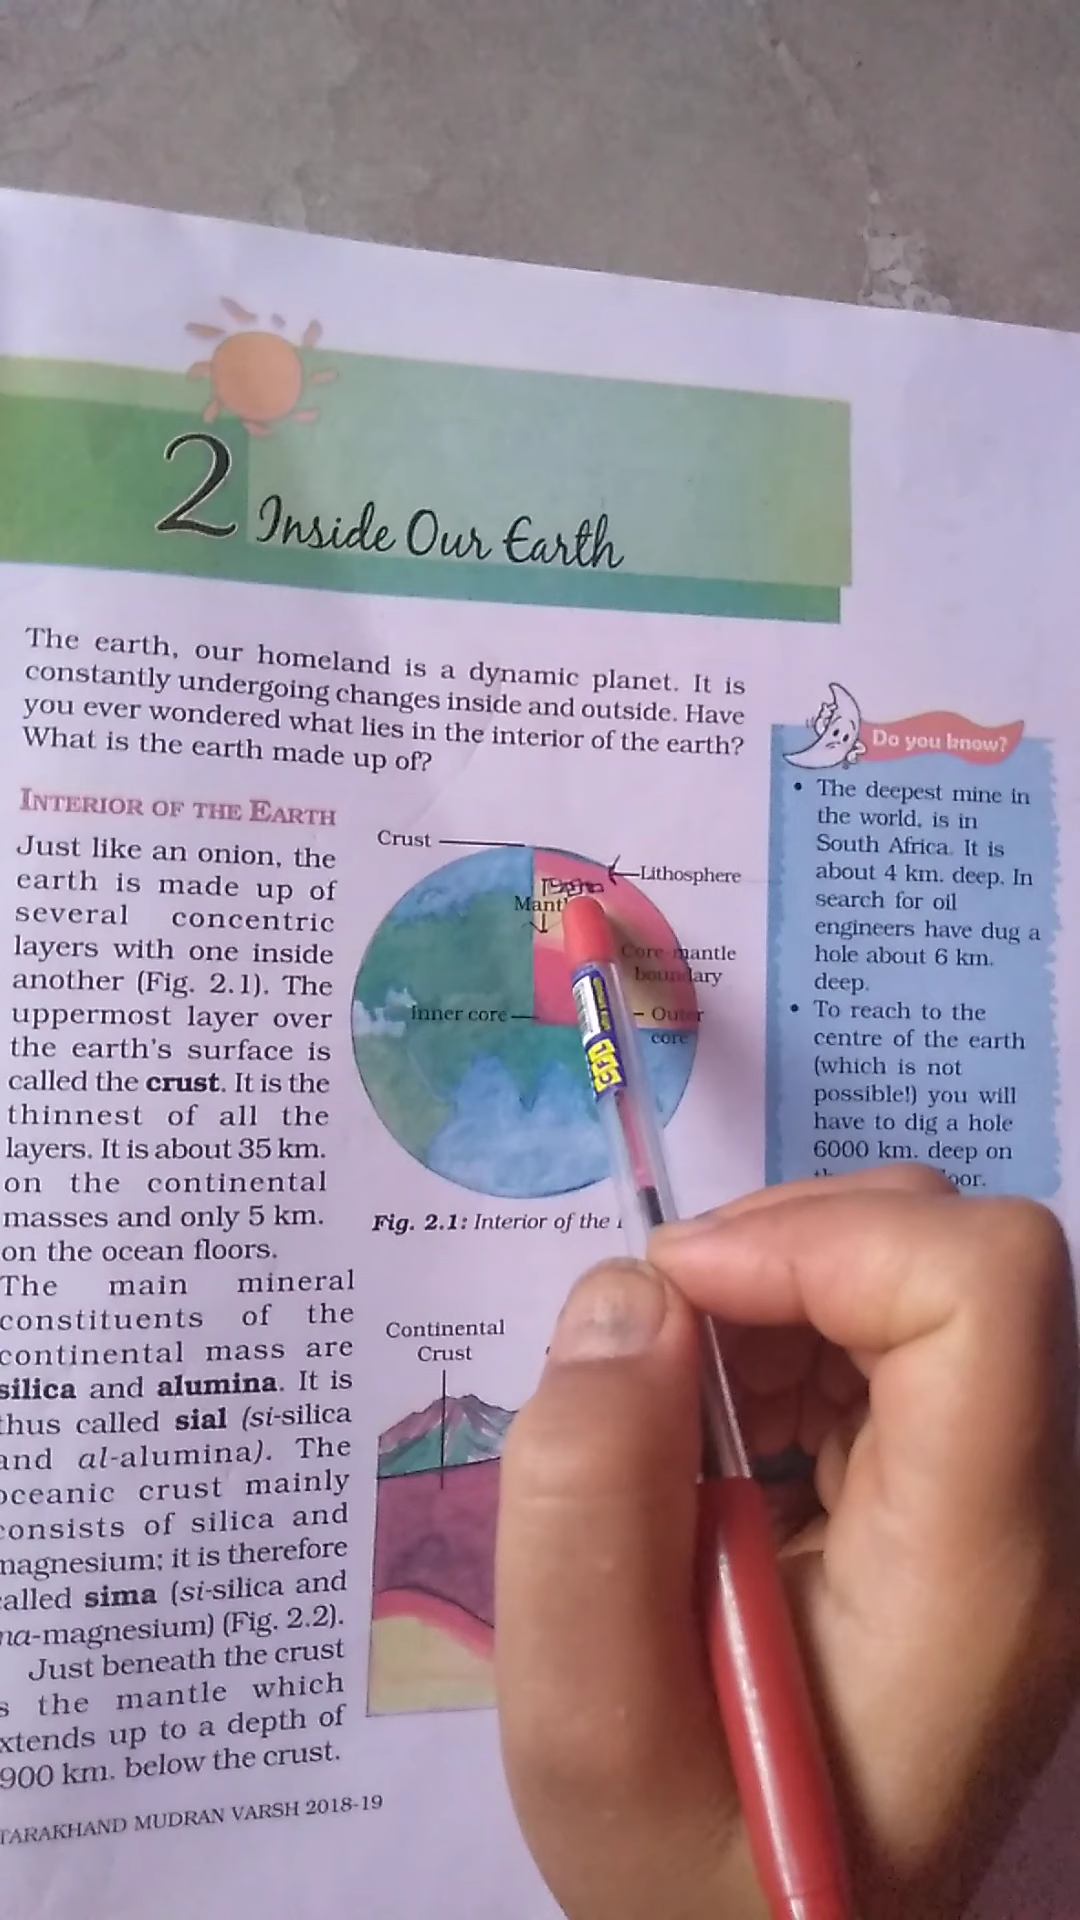 2 Inside Our Earth
The earth, our homeland is a dynamic planet. It is
constantly undergoing changes inside and outside. Have
you ever wondered what lies in the interior of the earth?
What is the earth made up of?
INTERIOR OF THE EARTH
Just like an onion, the
earth is made up of
several concentric
layers with one inside
another (Fig. 2.1). The
uppermost layer over
the earth's surface is
called the crust. It is the
thinnest of all the
layers. It is about 35 km.
on the continental
masses and only 5 km.
on the ocean floors.
The main mineral
constituents of the
continental mass are
silica and alumina. It is
thus called sial (si-silica
and al-alumina). The
oceanic crust mainly
consists of silica and
magnesium; it is therefore
called sima (si-silica and
ma-magnesium) (Fig. 2.2).
Just beneath the crust
s the mantle which
xtends up to a depth of
900 km. below the crust.
TARAKHAND MUDRAN VARSH 2018-19
Crust
Lithosphere
Mantl
Core mantle
boundary
Inner core
Outer
core
Fig. 2.1: Interior of the
Continental
Crust
Do you know?
• The deepest mine in
the world, is in
South Africa. It is
about 4 km. deep. In
search for oil
engineers have dug a
hole about 6 km.
deep.
• To reach to the
centre of the earth
(which is not
possible!) you will
have to dig a hole
6000 km. deep on
oor.